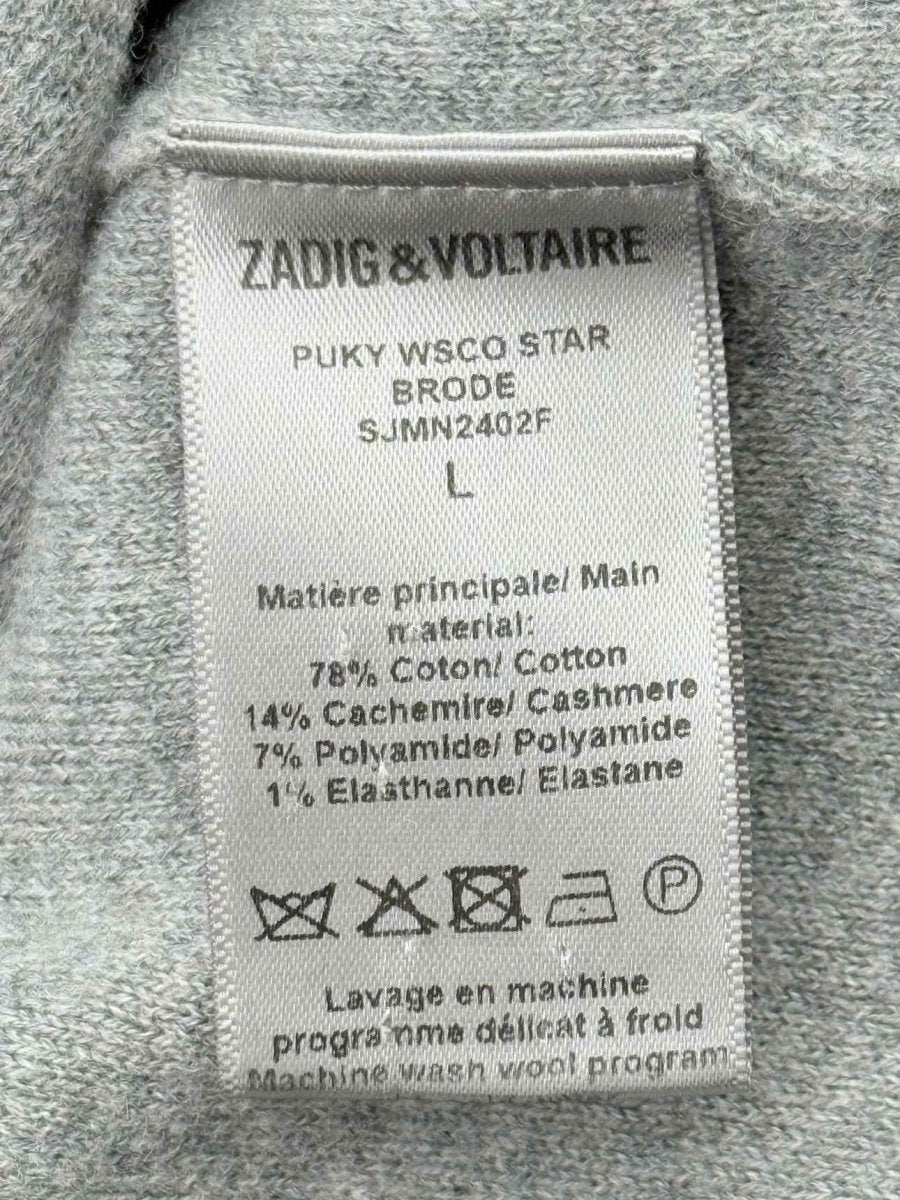 ZADIG&VOLTAIRE
PUKY WSCO STAR
BRODE
SJMN2402F
L
Matière principale/ Main
material:
78% Coton/ Cotton
14% Cachemire/ Cashmere
7% Polyamide/ Polyamide
1% Elasthanne/ Elastane
P
Lavage en machine
programme délicat à froid
Machine wash wool program